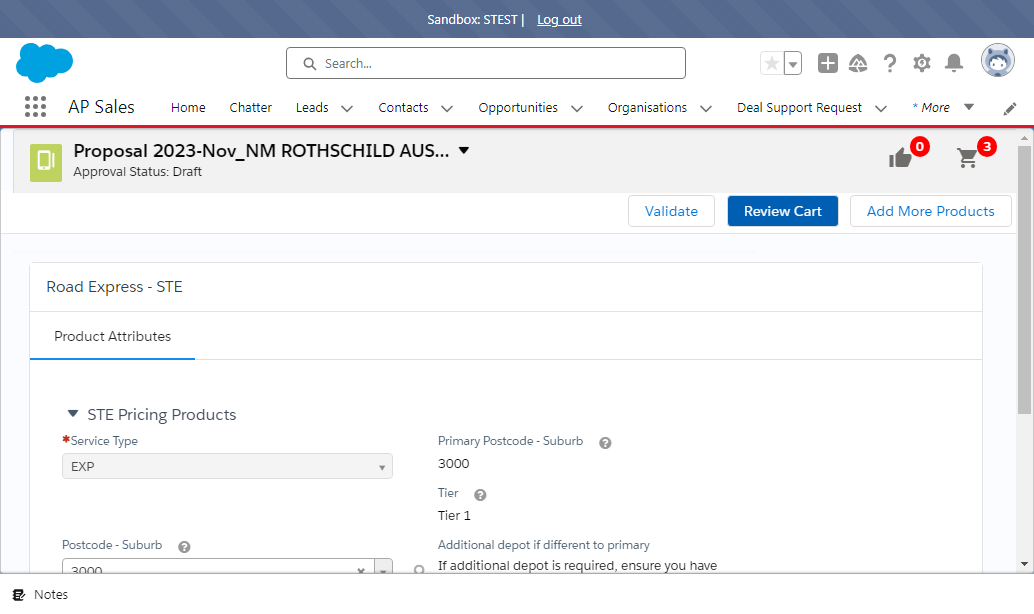 Sandbox: STEST | Log out
Search...
AP Sales Home Chatter Leads Contacts Opportunities Organisations Deal Support Request * More
Proposal 2023-Nov_NM ROTHSCHILD AUS...
Approval Status: Draft
0 3
Validate Review Cart Add More Products
Road Express - STE
Product Attributes
STE Pricing Products
*Service Type Primary Postcode - Suburb
EXP 3000
Tier
Tier 1
Postcode - Suburb Additional depot if different to primary
3000 If additional depot is required, ensure you have
Notes